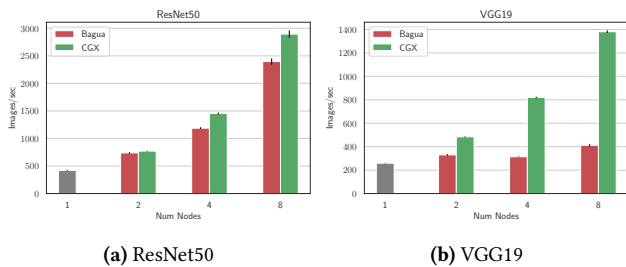 ResNet50
Bagua
CGX
Images/sec
3000
2500
2000
1500
1000
500
0
1
2
4
8
Num Nodes
(a) ResNet50
VGG19
Bagua
CGX
Images/sec
1400
1200
1000
800
600
400
200
0
1
2
4
8
Num Nodes
(b) VGG19